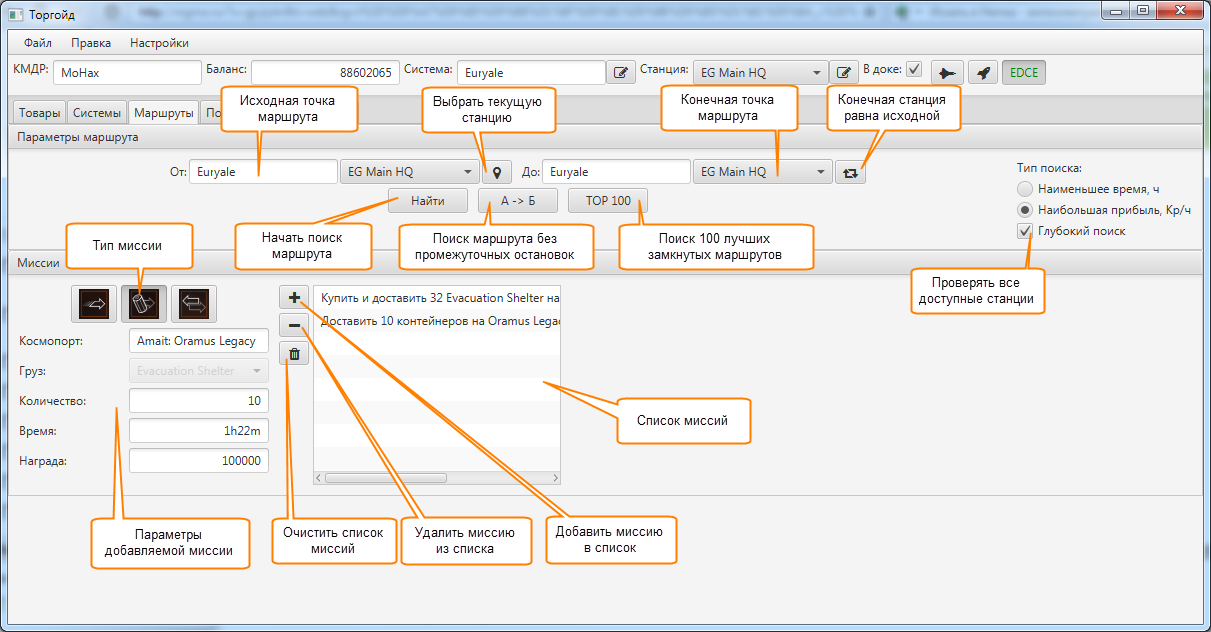 Торгойд
Файл Правка Настройки
КМДР: MoHax Баланс: 88602065 Система: Euryale Станция: EG Main HQ В доке: EDCE
Исходная точка
маршрута
Выбрать текущую
станцию
Конечная точка
маршрута
Конечная станция
равна исходной
Товары Системы Маршруты По
Параметры маршрута
От: Euryale EG Main HQ До: Euryale EG Main HQ
Найти А -> Б TOP 100
Тип поиска:
Наименьшее время, ч
Наибольшая прибыль, Кр/ч
Глубокий поиск
Тип миссии
Начать поиск
маршрута
Поиск маршрута без
промежуточных остановок
Поиск 100 лучших
замкнутых маршрутов
Проверять все
доступные станции
Миссии
Космопорт: Amait: Oramus Legacy
Груз: Evacuation Shelter
Количество: 10
Время: 1h22m
Награда: 100000
Купить и доставить 32 Evacuation Shelter на
Доставить 10 контейнеров на Oramus Lega
Список миссий
Параметры
добавляемой миссии
Очистить список
миссий
Удалить миссию
из списка
Добавить миссию
в список